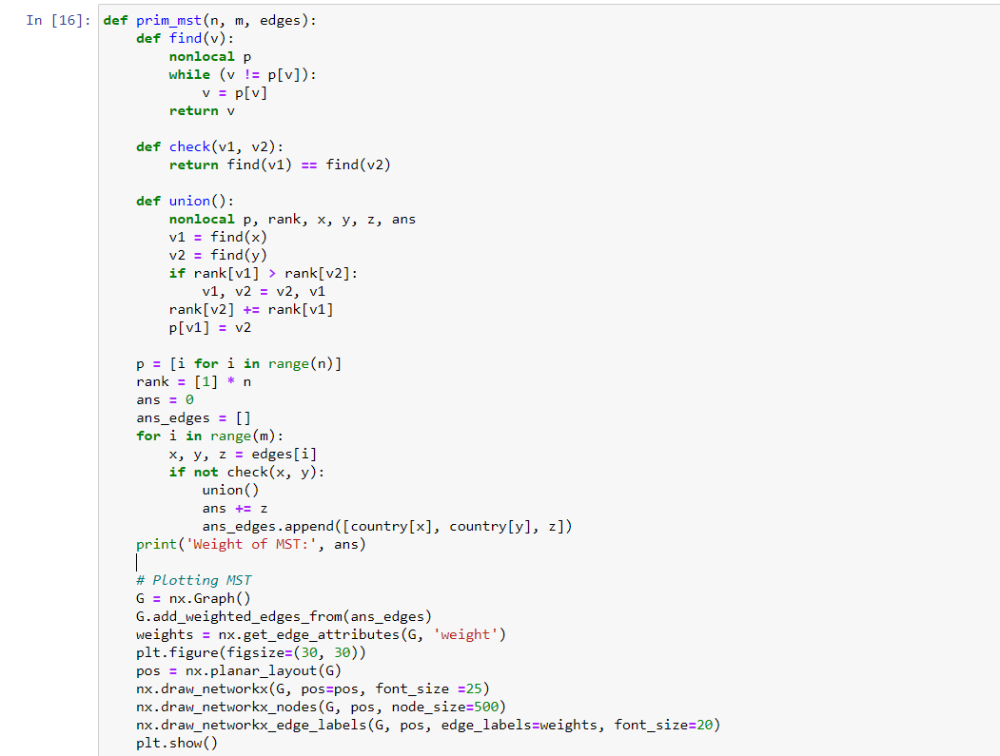 In [16]: def prim_mst(n, m, edges):
    def find(v):
        nonlocal p
        while (v != p[v]):
            v = p[v]
        return v

    def check(v1, v2):
        return find(v1) == find(v2)

    def union():
        nonlocal p, rank, x, y, z, ans
        v1 = find(x)
        v2 = find(y)
        if rank[v1] > rank[v2]:
            v1, v2 = v2, v1
        rank[v2] += rank[v1]
        p[v1] = v2

    p = [i for i in range(n)]
    rank = [1] * n
    ans = 0
    ans_edges = []
    for i in range(m):
        x, y, z = edges[i]
        if not check(x, y):
            union()
            ans += z
            ans_edges.append([country[x], country[y], z])
    print('Weight of MST:', ans)

    # Plotting MST
    G = nx.Graph()
    G.add_weighted_edges_from(ans_edges)
    weights = nx.get_edge_attributes(G, 'weight')
    plt.figure(figsize=(30, 30))
    pos = nx.planar_layout(G)
    nx.draw_networkx(G, pos=pos, font_size =25)
    nx.draw_networkx_nodes(G, pos, node_size=500)
    nx.draw_networkx_edge_labels(G, pos, edge_labels=weights, font_size=20)
    plt.show()